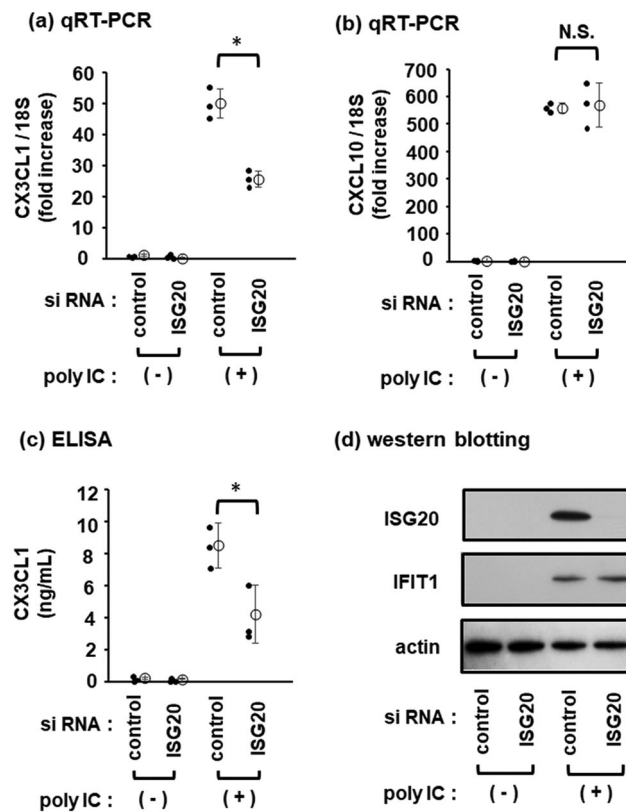 (a) qRT-PCR
*
CX3CL1 / 18S
(fold increase)
60
50
40
30
20
10
0
si RNA :
control
ISG20
control
ISG20
poly IC :
( - )
( + )
(b) qRT-PCR
N.S.
CXCL10 / 18S
(fold increase)
700
600
500
400
300
200
100
0
si RNA :
control
ISG20
control
ISG20
poly IC :
( - )
( + )
(c) ELISA
*
CX3CL1
(ng/mL)
12
10
8
6
4
2
0
si RNA :
control
ISG20
control
ISG20
poly IC :
( - )
( + )
(d) western blotting
ISG20
IFIT1
actin
si RNA :
control
ISG20
control
ISG20
poly IC :
( - )
( + )